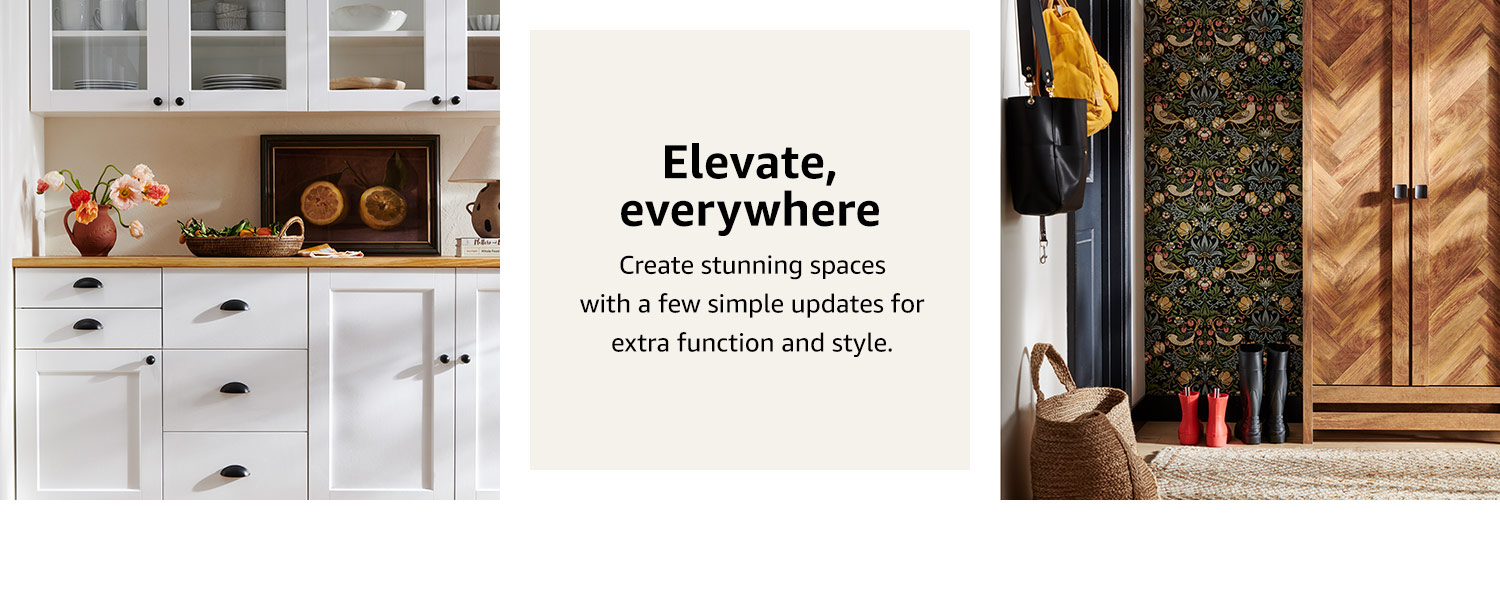 Elevate,
everywhere
Create stunning spaces
with a few simple updates for
extra function and style.